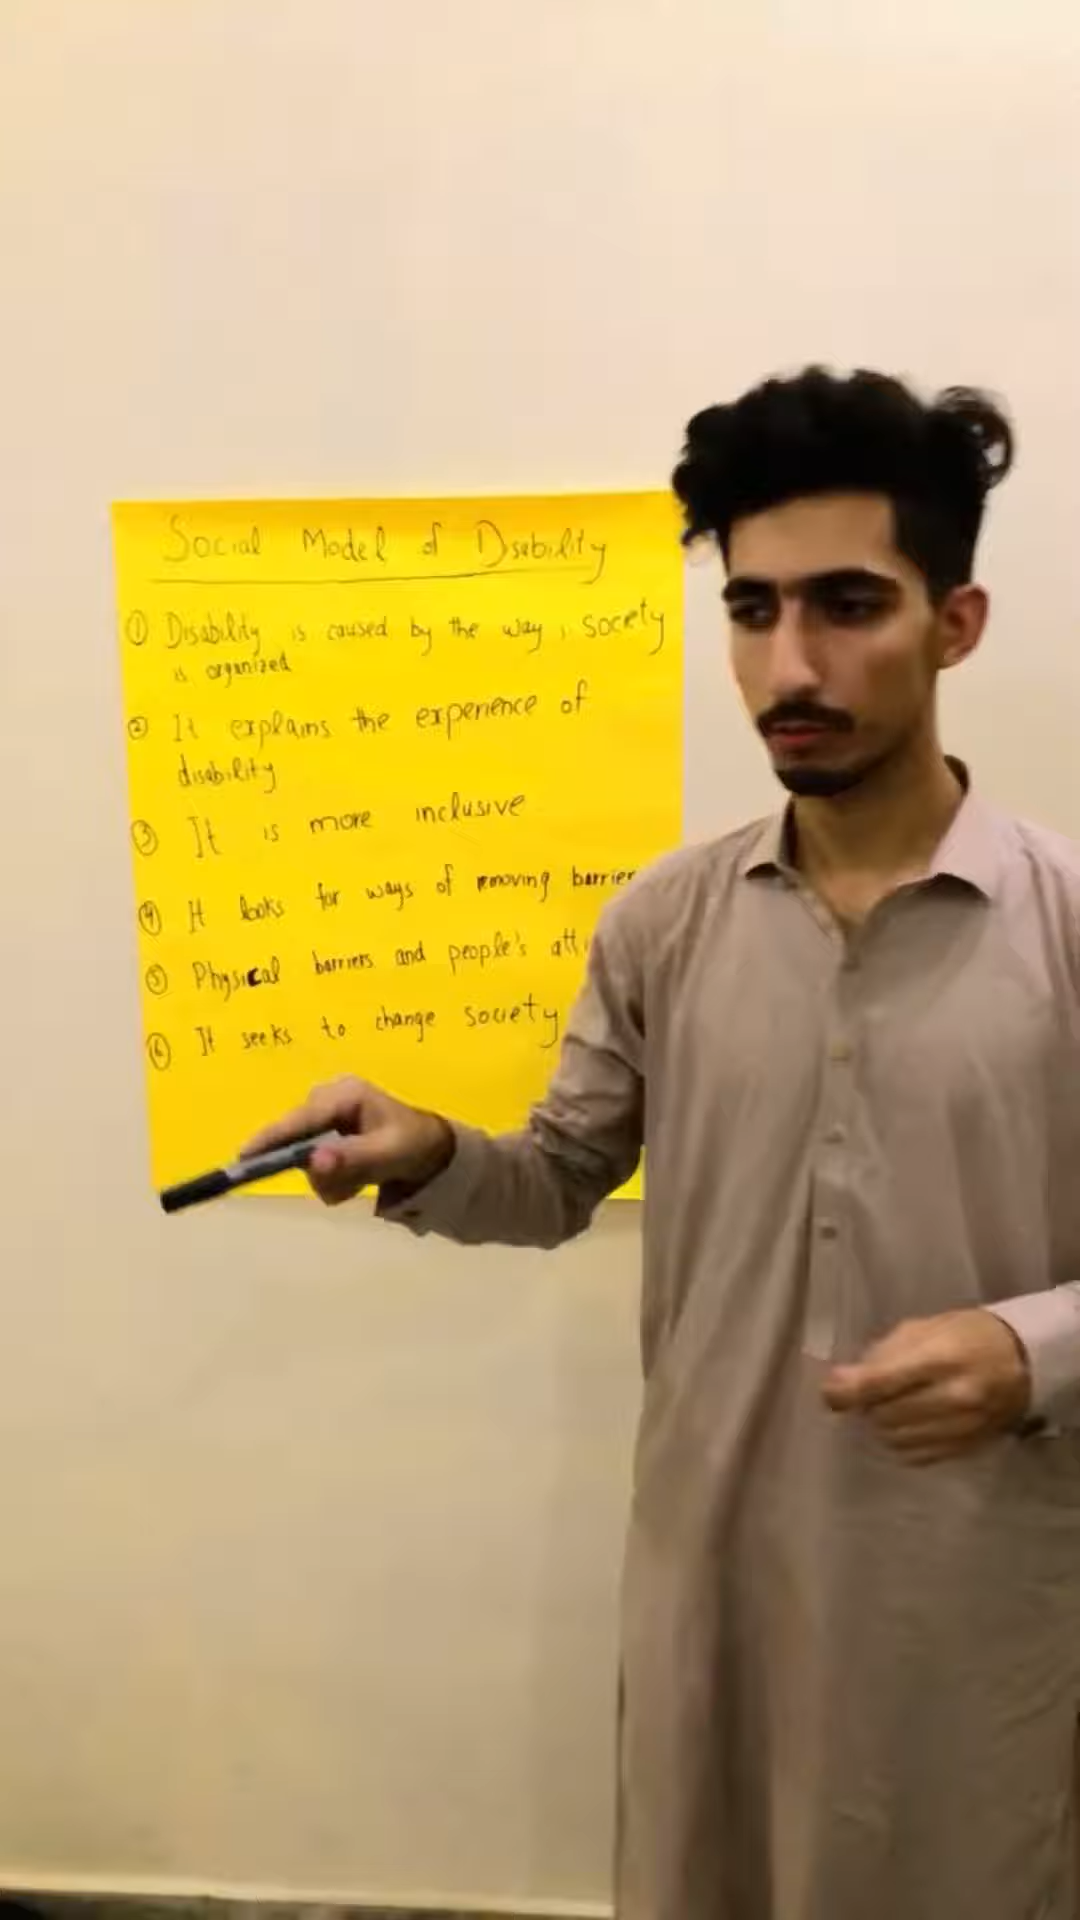 Social Model of Dsability
① Disability is caused by the way, society
is organized
② It explains the experience of
disability
③ It is more inclusive
④ It looks for ways of removing barrier
⑤ Physical barriers and people's
⑥ It seeks to change society